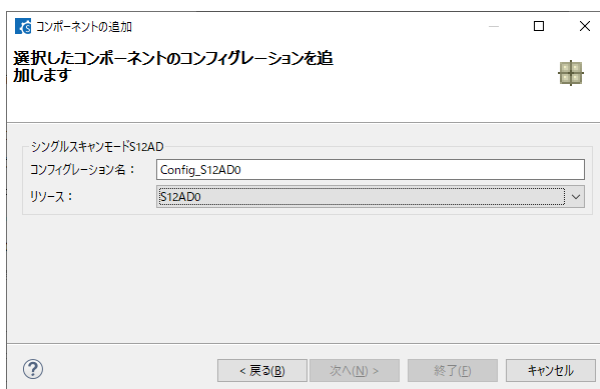 コンポーネントの追加
選択したコンポーネントのコンフィグレーションを追
加します
シングルスキャンモードS12AD
コンフィグレーション名：
Config_S12AD0
リソース：
S12AD0
?
< 戻る(B)
次へ(N) >
終了(F)
キャンセル